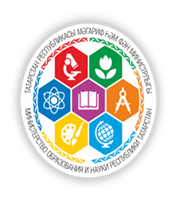 ТАТАРСТАН РЕСПУБЛИКАСЫ МӘГАРИФ ҺӘМ ФӘН МИНИСТРЛЫГЫ
МИНИСТЕРСТВО ОБРАЗОВАНИЯ И НАУКИ РЕСПУБЛИКИ ТАТАРСТАН